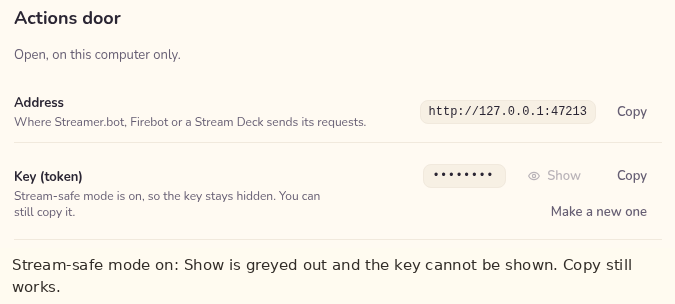 Actions door
Open, on this computer only.
Address
Where Streamer.bot, Firebot or a Stream Deck sends its requests.
http://127.0.0.1:47213
Copy
Key (token)
Stream-safe mode is on, so the key stays hidden. You can
still copy it.
••••••••
Show
Copy
Make a new one
Stream-safe mode on: Show is greyed out and the key cannot be shown. Copy still
works.